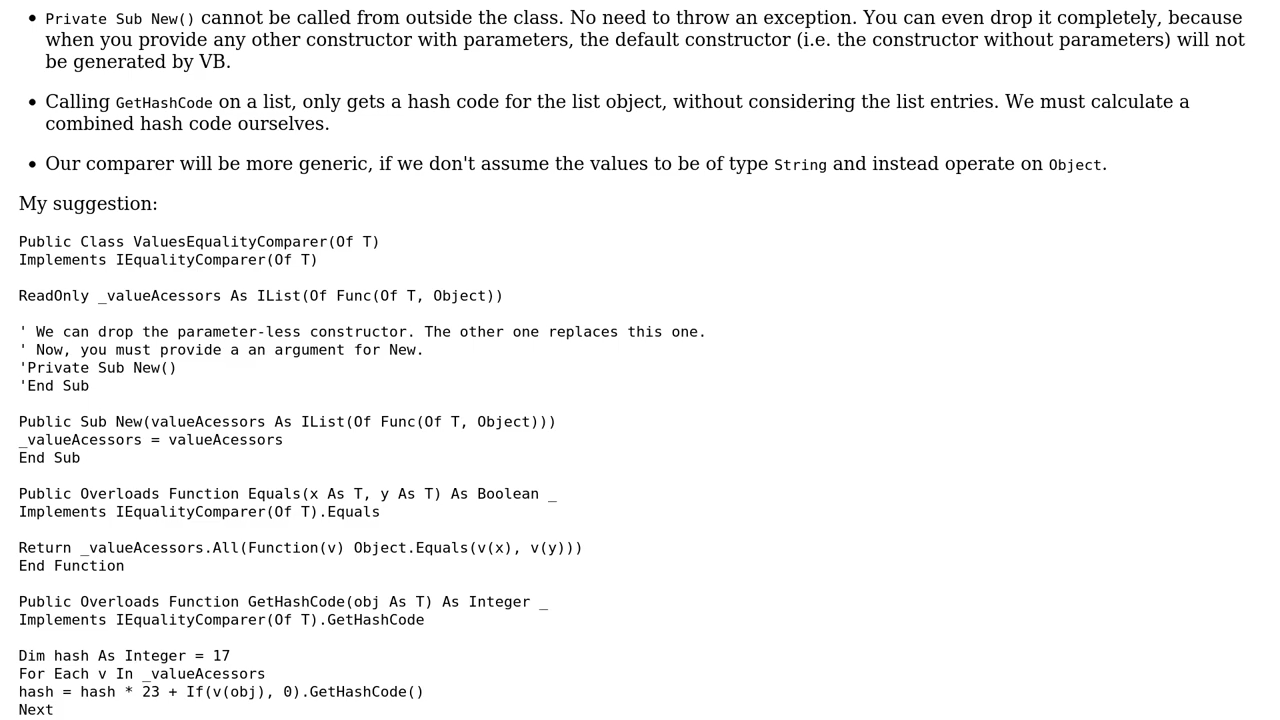 Private Sub New() cannot be called from outside the class. No need to throw an exception. You can even drop it completely, because
when you provide any other constructor with parameters, the default constructor (i.e. the constructor without parameters) will not
be generated by VB.
Calling GetHashCode on a list, only gets a hash code for the list object, without considering the list entries. We must calculate a
combined hash code ourselves.
Our comparer will be more generic, if we don't assume the values to be of type String and instead operate on Object.
My suggestion:
Public Class ValuesEqualityComparer(Of T)
Implements IEqualityComparer(Of T)
ReadOnly _valueAcessors As IList(Of Func(Of T, Object))
' We can drop the parameter-less constructor. The other one replaces this one.
' Now, you must provide a an argument for New.
'Private Sub New()
'End Sub
Public Sub New(valueAcessors As IList(Of Func(Of T, Object)))
_valueAcessors = valueAcessors
End Sub
Public Overloads Function Equals(x As T, y As T) As Boolean _
Implements IEqualityComparer(Of T).Equals
Return _valueAcessors.All(Function(v) Object.Equals(v(x), v(y)))
End Function
Public Overloads Function GetHashCode(obj As T) As Integer _
Implements IEqualityComparer(Of T).GetHashCode
Dim hash As Integer = 17
For Each v In _valueAcessors
hash = hash * 23 + If(v(obj), 0).GetHashCode()
Next